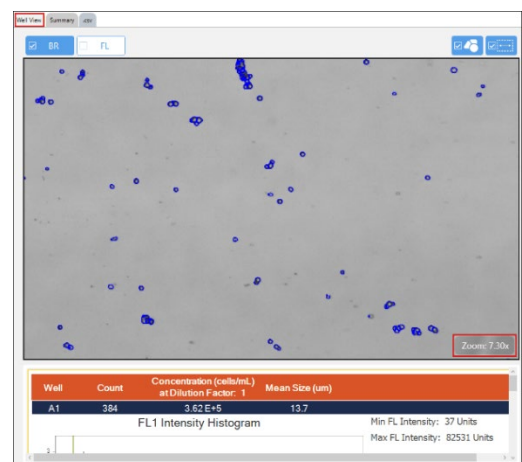 Well View Summary .csv
BR FL
Zoom: 7.30x
Well Count Concentration (cells/mL) at Dilution Factor: 1 Mean Size (um)
A1 384 3.62 E+5 13.7
FL1 Intensity Histogram
Min FL Intensity: 37 Units
Max FL Intensity: 82531 Units